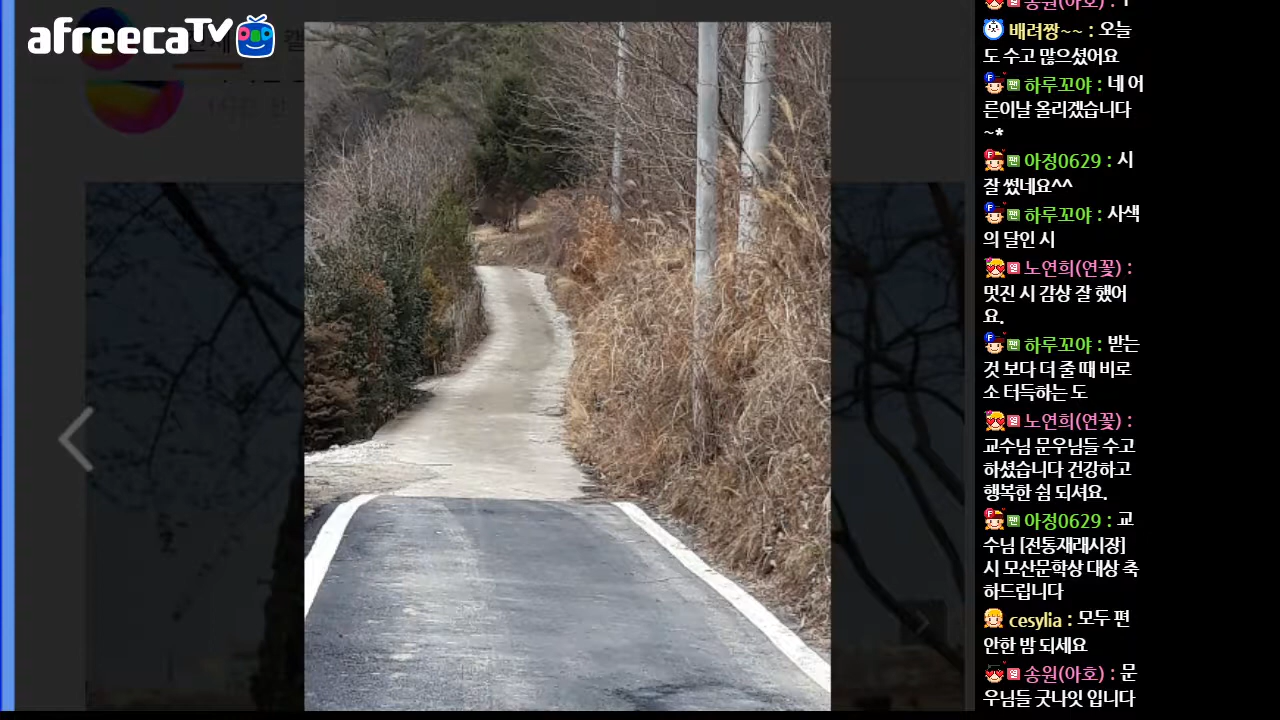 afreecaTV
송원(아호) :
배려짱~~ : 오늘
도 수고 많으셨어요
하루꼬야 : 네 어
른이날 올리겠습니다
~*
아정0629 : 시
잘 썼네요^^
하루꼬야 : 사색
의 달인 시
노연희(연꽃) :
멋진 시 감상 잘 했어
요.
하루꼬야 : 받는
것 보다 더 줄 때 비로
소 터득하는 도
노연희(연꽃) :
교수님 문우님들 수고
하셨습니다 건강하고
행복한 쉼 되셔요.
아정0629 : 교
수님 [전통재래시장]
시 모산문학상 대상 축
하드립니다
cesylia : 모두 편
안한 밤 되세요
송원(아호) : 문
우님들 굿나잇 입니다